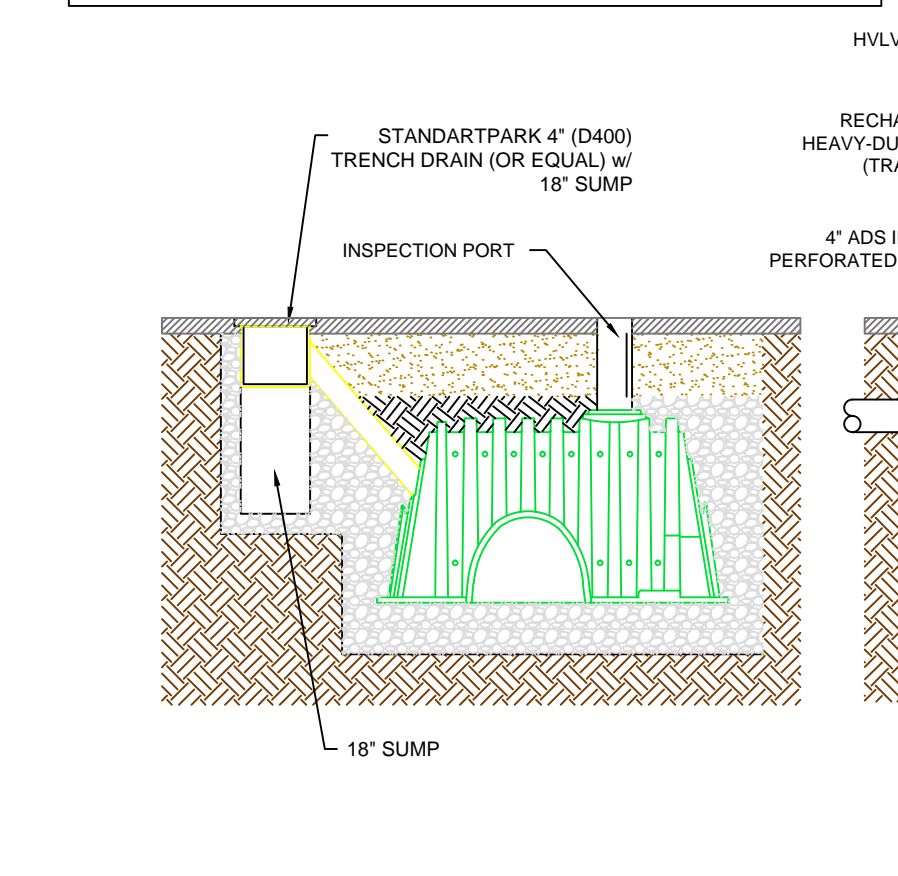 HVLV
STANDARTPARK 4" (D400)
TRENCH DRAIN (OR EQUAL) w/
18" SUMP
RECHA
HEAVY-DU
(TRA
INSPECTION PORT
4" ADS
PERFORATED
18" SUMP